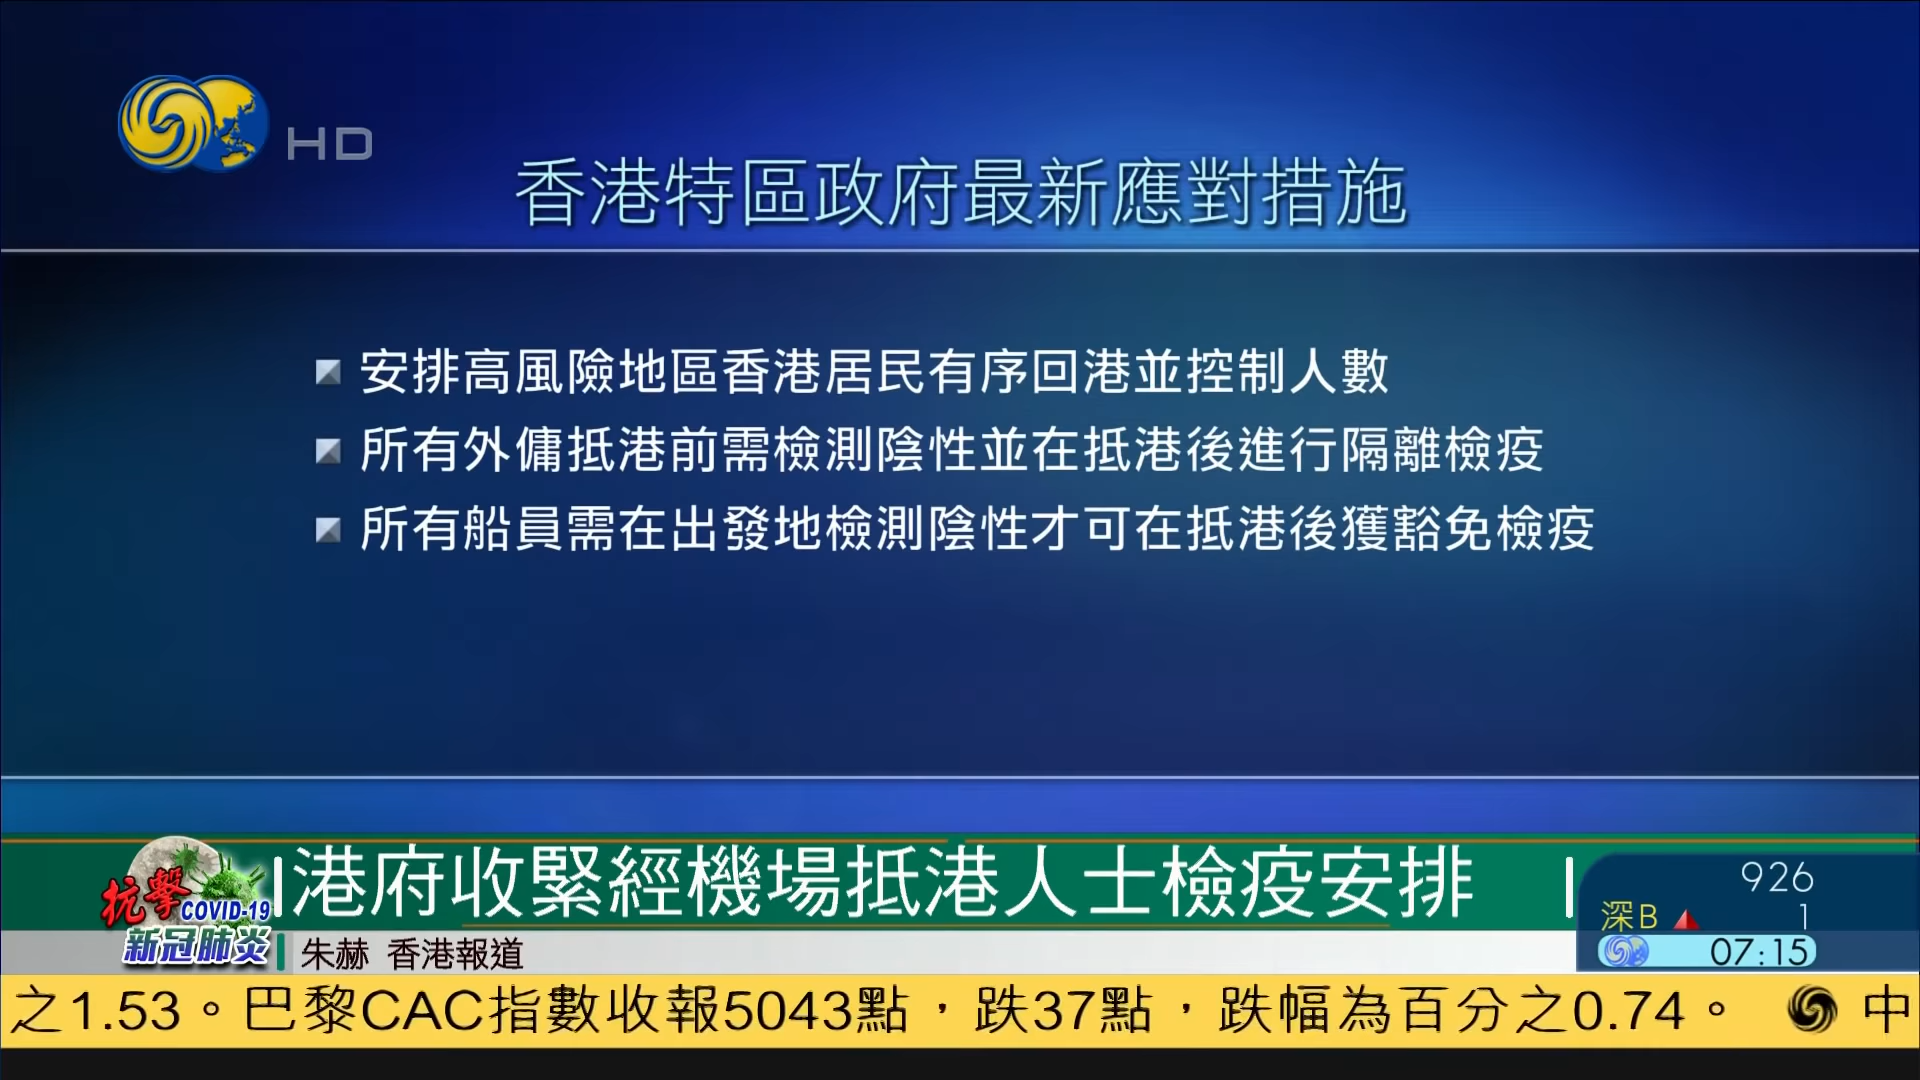 HD
香港特區政府最新應對措施
安排高風險地區香港居民有序回港並控制人數
所有外傭抵港前需檢測陰性並在抵港後進行隔離檢疫
所有船員需在出發地檢測陰性才可在抵港後獲豁免檢疫
抗擊
COVID-19
新冠肺炎
港府收緊經機場抵港人士檢疫安排
朱赫 香港報道
926
深B 1
07:15
之1.53。巴黎CAC指數收報5043點，跌37點，跌幅為百分之0.74。 中